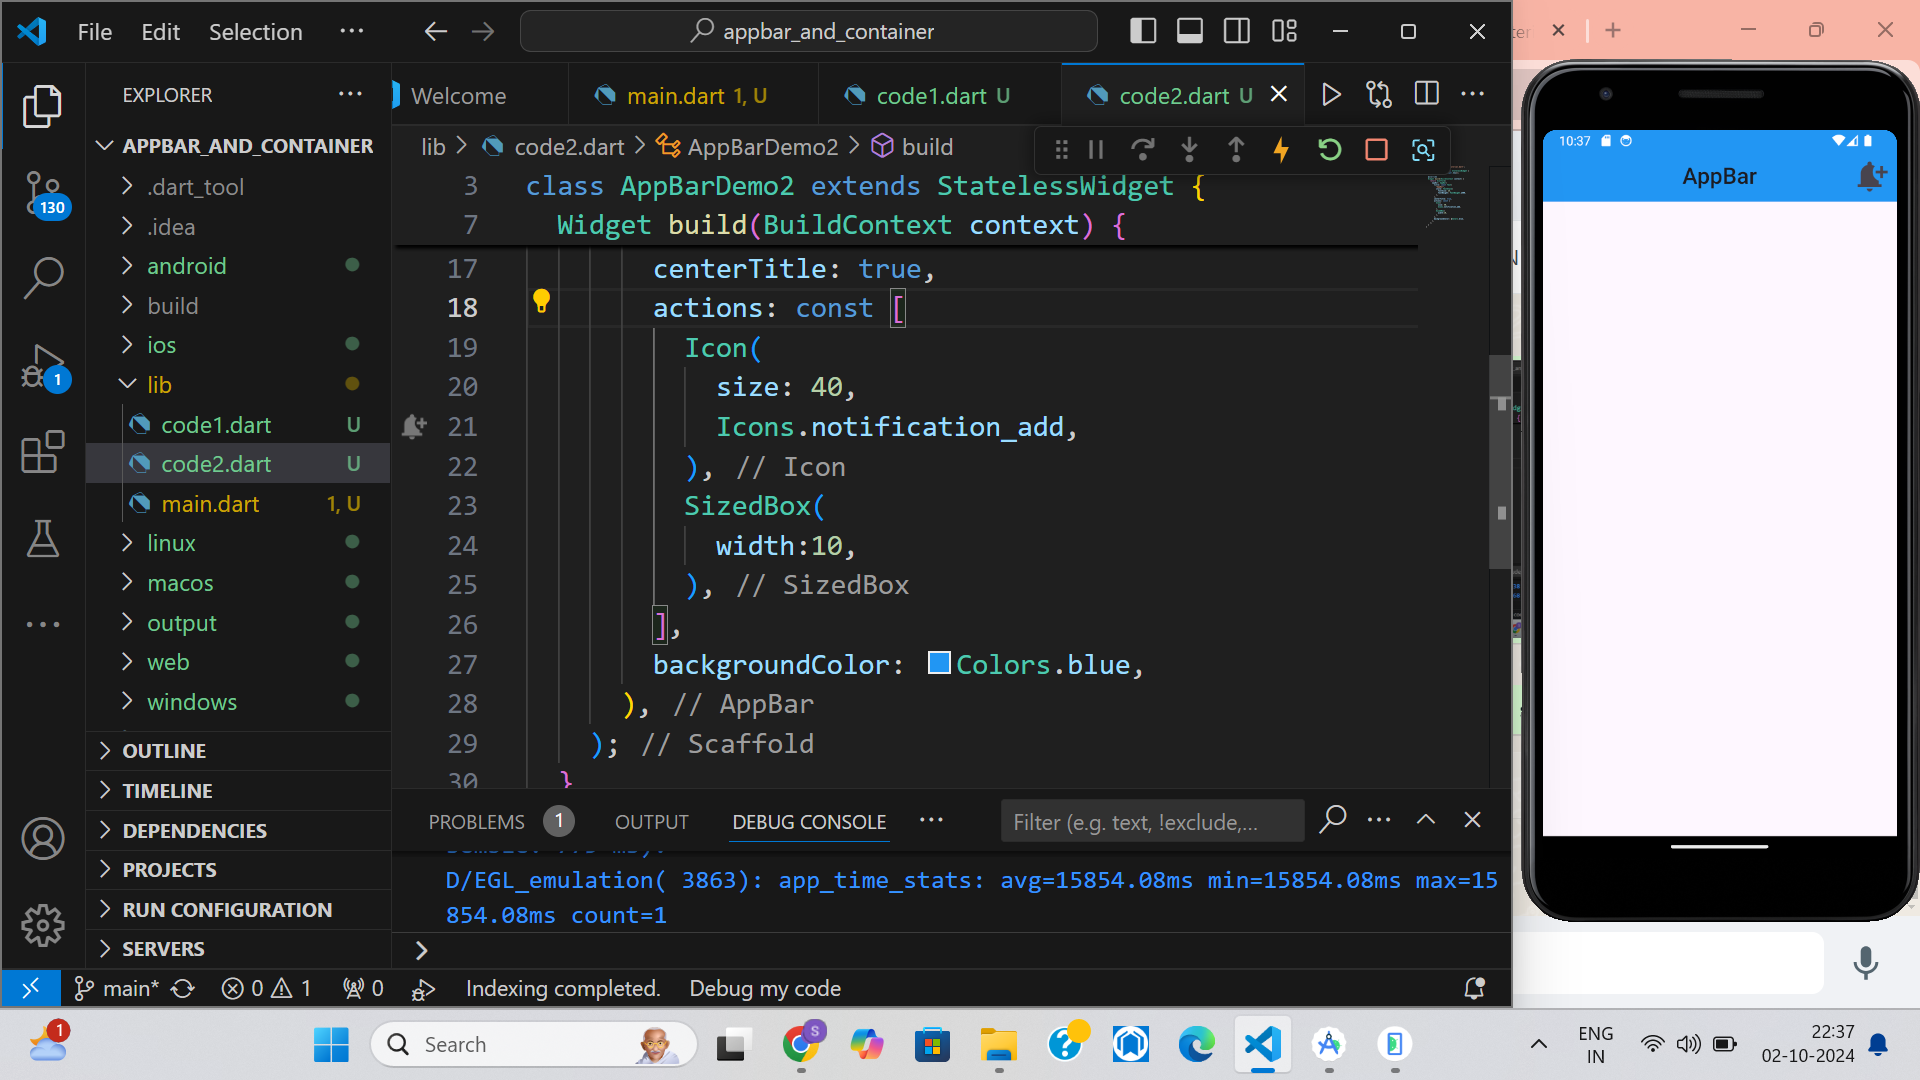 File Edit Selection ···
appbar_and_container
EXPLORER
APPBAR_AND_CONTAINER
.dart_tool
.idea
android
build
ios
lib
code1.dart U
code2.dart U
main.dart 1, U
linux
macos
output
web
windows
OUTLINE
TIMELINE
DEPENDENCIES
PROJECTS
RUN CONFIGURATION
SERVERS
130
1
Welcome
main.dart 1, U
code1.dart U
code2.dart U
lib > code2.dart > AppBarDemo2 > build
3 class AppBarDemo2 extends StatelessWidget {
7 Widget build(BuildContext context) {
17 centerTitle: true,
18 actions: const [
19 Icon(
20 size: 40,
21 Icons.notification_add,
22 ), // Icon
23 SizedBox(
24 width:10,
25 ), // SizedBox
26 ],
27 backgroundColor: Colors.blue,
28 ), // AppBar
29 ); // Scaffold
30 }
PROBLEMS 1 OUTPUT DEBUG CONSOLE ···
Filter (e.g. text, !exclude,...
D/EGL_emulation( 3863): app_time_stats: avg=15854.08ms min=15854.08ms max=15
854.08ms count=1
main* 0 1 0 Indexing completed. Debug my code
10:37
AppBar
1
Search
S
ENG
IN
22:37
02-10-2024